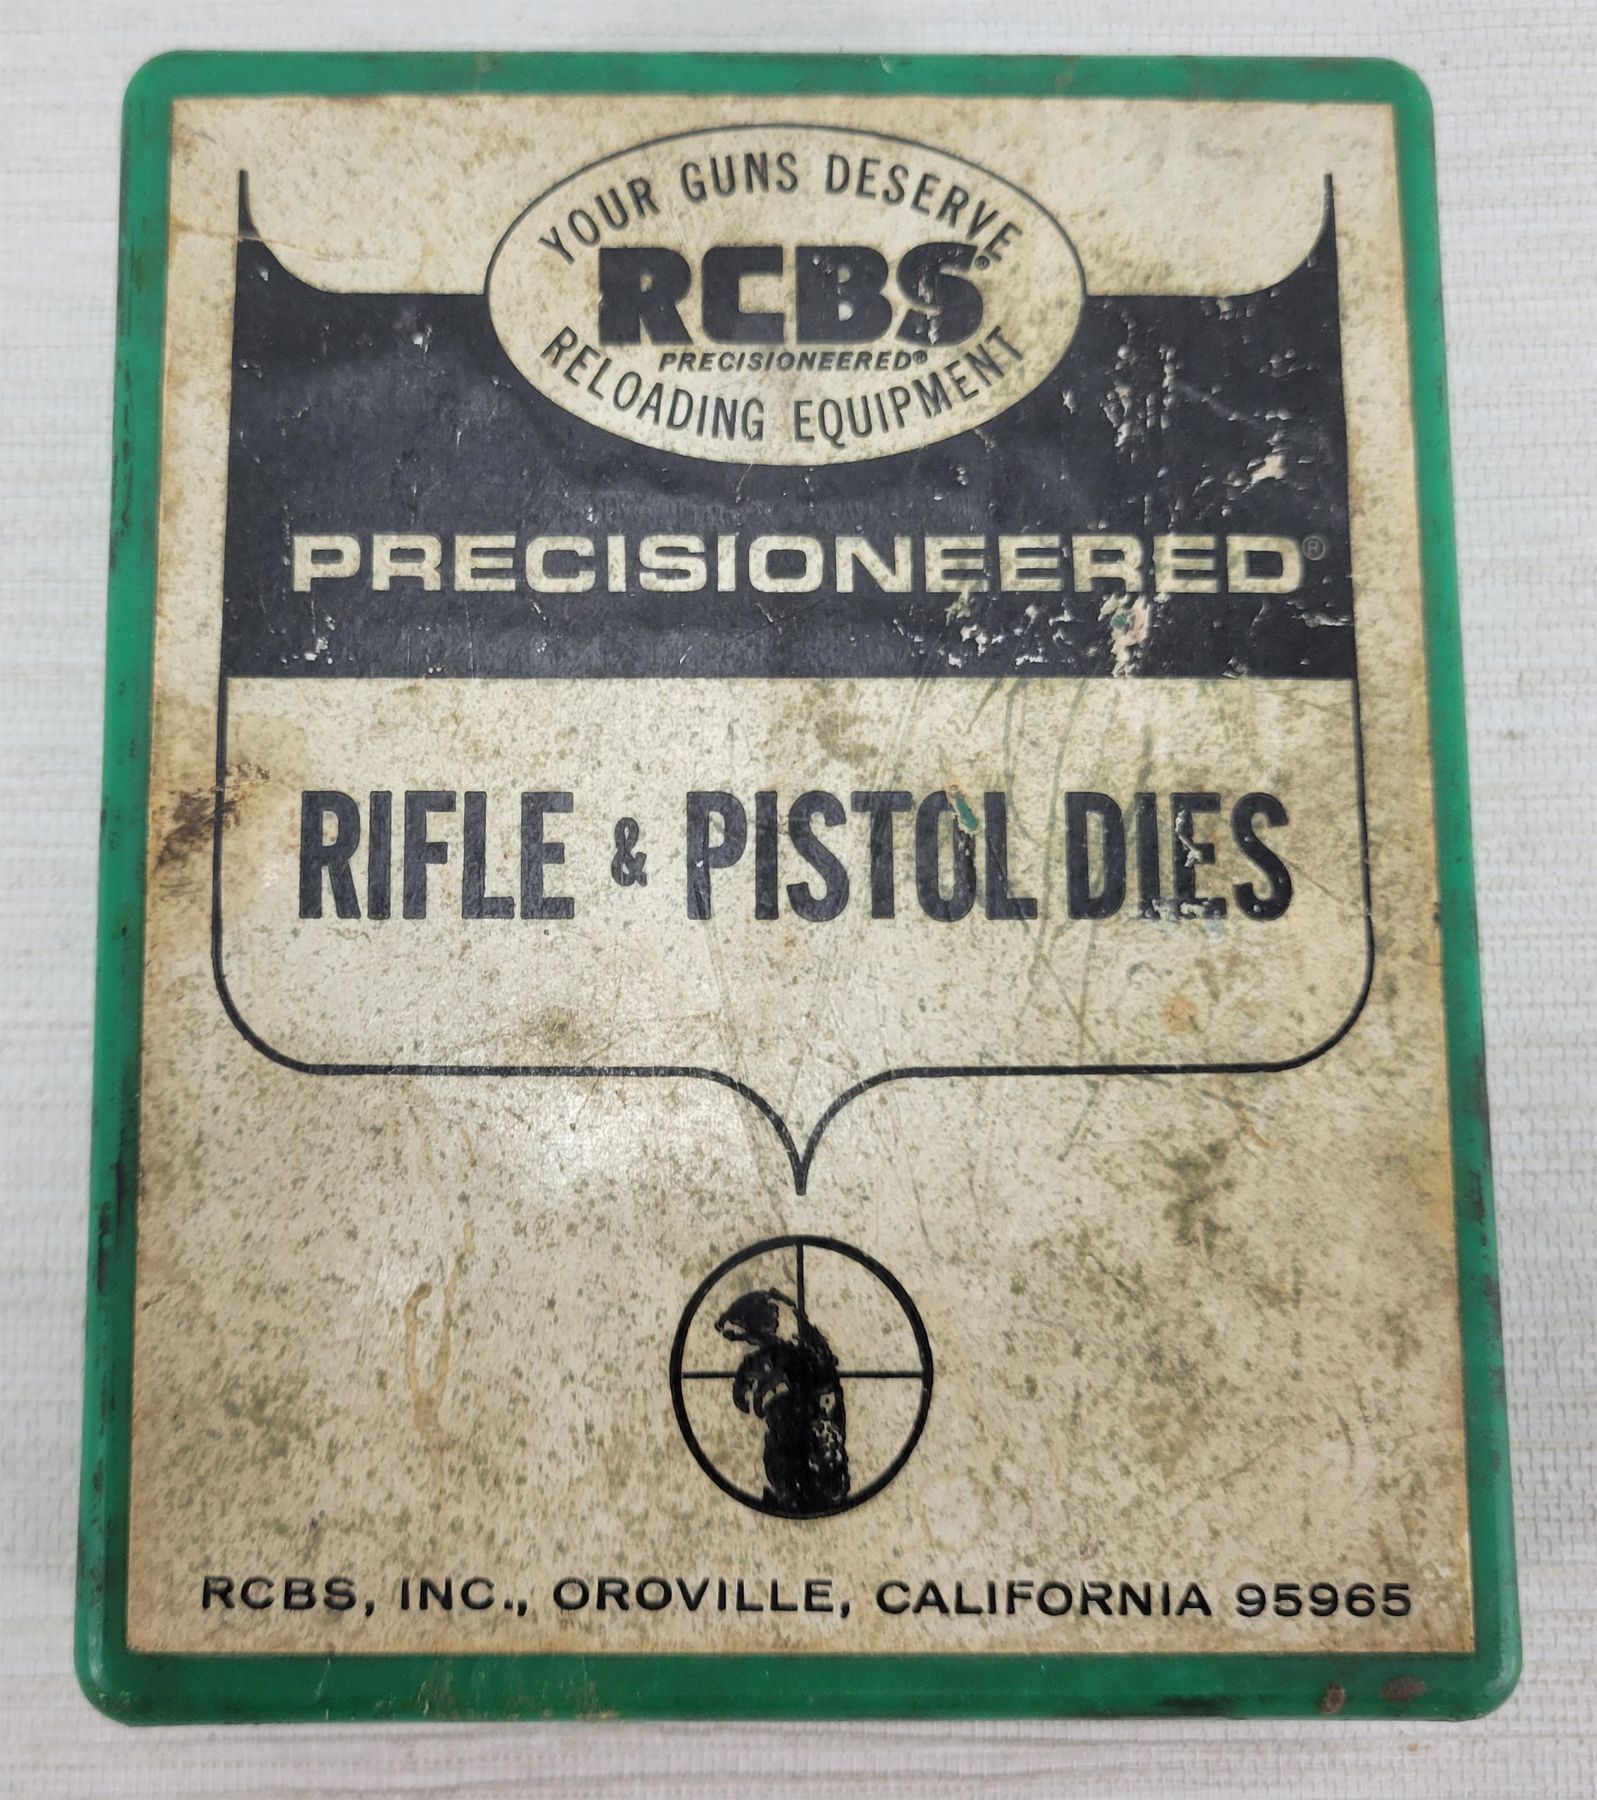 YOUR GUNS DESERVE
RCBS®
PRECISIONEERED®
RELOADING EQUIPMENT
PRECISIONEERED®
RIFLE & PISTOL DIES
RCBS, INC., OROVILLE, CALIFORNIA 95965